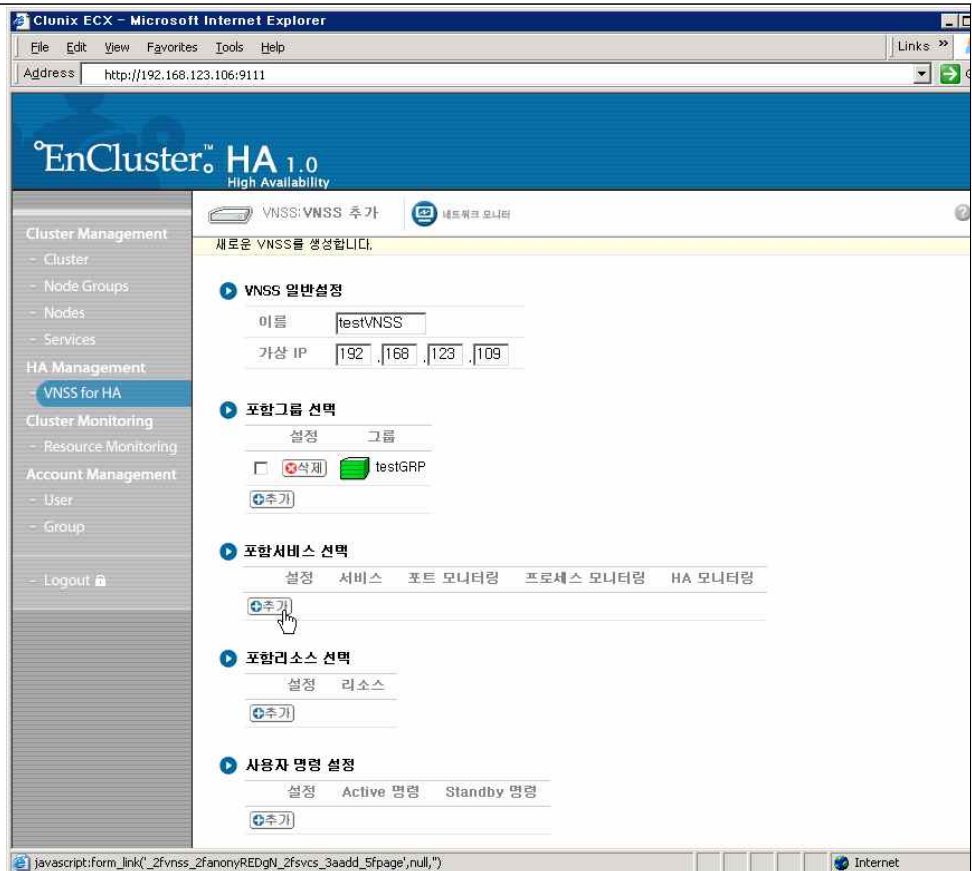 Clunix ECX - Microsoft Internet Explorer
File Edit View Favorites Tools Help
Links »
Address http://192.168.123.106:9111
EnCluster™ HA 1.0
High Availability
VNSS:VNSS 추가 네트워크 모니터
새로운 VNSS를 생성합니다.
Cluster Management
- Cluster
- Node Groups
- Nodes
- Services
HA Management
- VNSS for HA
Cluster Monitoring
- Resource Monitoring
Account Management
- User
- Group
- Logout
VNSS 일반설정
이름 testVNSS
가상 IP 192 .168 .123 .109
포함그룹 선택
설정 그룹
삭제 testGRP
추가
포함서비스 선택
설정 서비스 포트 모니터링 프로세스 모니터링 HA 모니터링
추가
포함리소스 선택
설정 리소스
추가
사용자 명령 설정
설정 Active 명령 Standby 명령
추가
javascript:form_link('_2fvnss_2fanonyREDgN_2fsvcs_3aadd_5fpage',null,'')
Internet